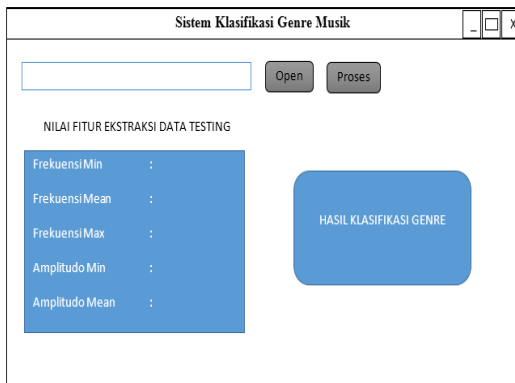 Sistem Klasifikasi Genre Musik
_ X
Open Proses
NILAI FITUR EKSTRAKSI DATA TESTING
Frekuensi Min :
Frekuensi Mean :
Frekuensi Max :
Amplitudo Min :
Amplitudo Mean :
HASIL KLASIFIKASI GENRE